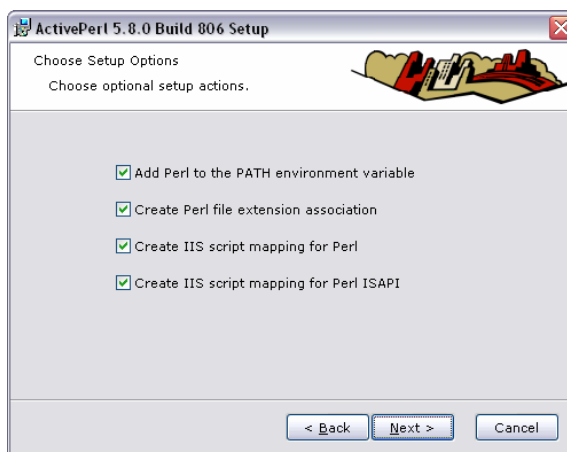 ActivePerl 5.8.0 Build 806 Setup
Choose Setup Options
Choose optional setup actions.
Add Perl to the PATH environment variable
Create Perl file extension association
Create IIS script mapping for Perl
Create IIS script mapping for Perl ISAPI
< Back Next > Cancel